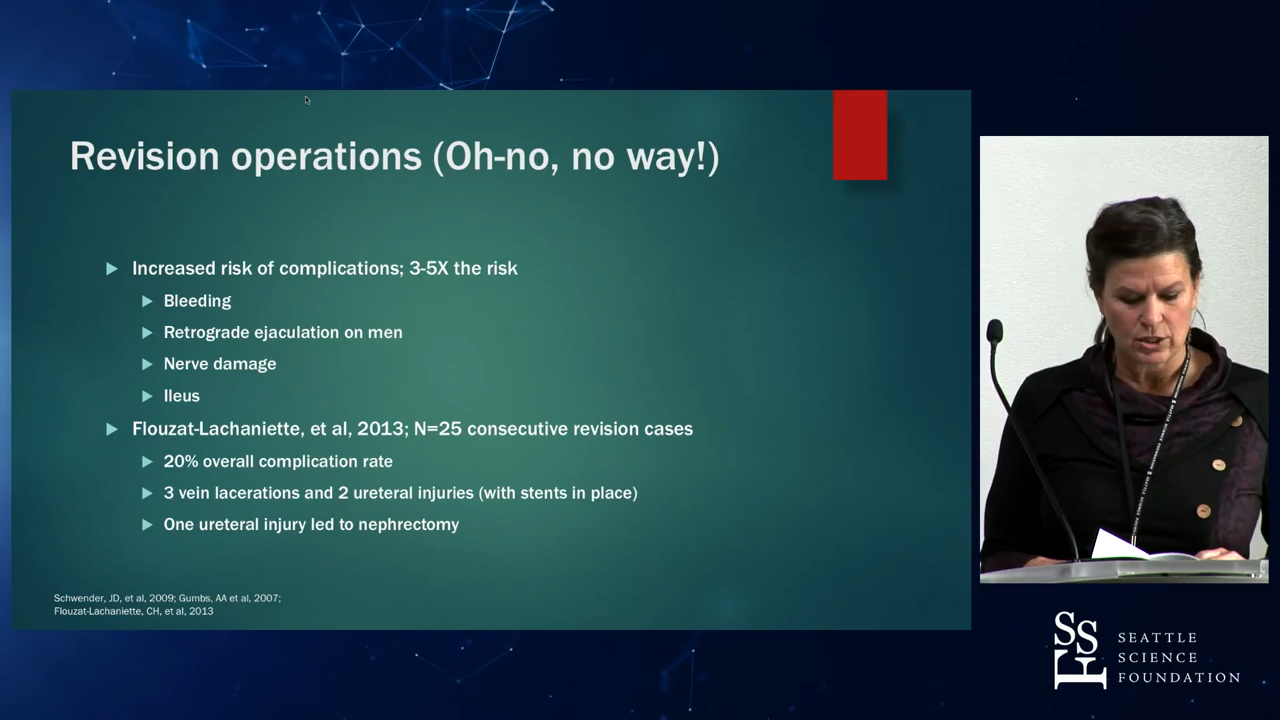 Revision operations (Oh-no, no way!)
Increased risk of complications; 3-5X the risk
Bleeding
Retrograde ejaculation on men
Nerve damage
Ileus
Flouzat-Lachaniette, et al, 2013; N=25 consecutive revision cases
20% overall complication rate
3 vein lacerations and 2 ureteral injuries (with stents in place)
One ureteral injury led to nephrectomy
Schwender, JD, et al, 2009; Gumbs, AA et al, 2007;
Flouzat-Lachaniette, CH, et al, 2013
SSF
SEATTLE
SCIENCE
FOUNDATION